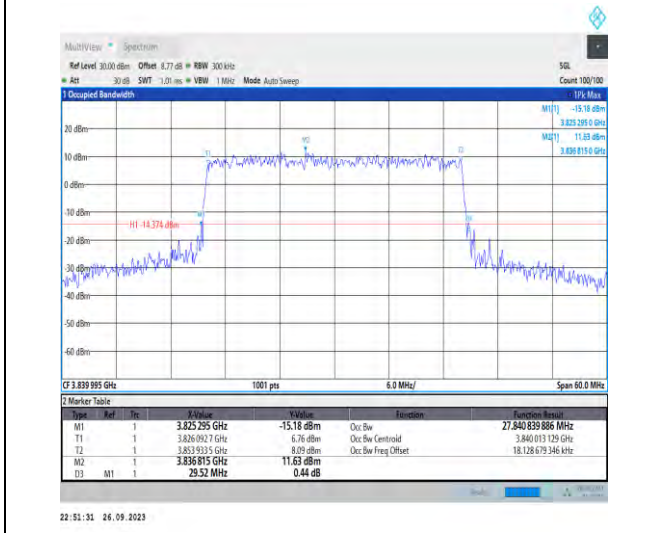 MultiView Spectrum
Ref Level 30.00 dBm Offset 8.77 dB RBW 300 kHz SGL
Att 30 dB SWT 1.01 ms VBW 1 MHz Mode Auto Sweep Count 100/100
1 Occupied Bandwidth 1Pk Max
M1[1] -15.18 dBm
3.825 295 0 GHz
20 dBm M2[1] 11.63 dBm
3.836 815 0 GHz
M2
10 dBm T1 T2
0 dBm
-10 dBm
H1 -14.374 dBm
-20 dBm
-30 dBm
-40 dBm
-50 dBm
-60 dBm
CF 3.839 995 GHz 1001 pts 6.0 MHz/ Span 60.0 MHz
2 Marker Table
Type Ref Trc X-Value Y-Value Function Function Result
M1 1 3.825 295 GHz -15.18 dBm Occ Bw 27.840 839 886 MHz
T1 1 3.826 092 7 GHz 6.76 dBm Occ Bw Centroid 3.840 013 129 GHz
T2 1 3.853 933 5 GHz 8.09 dBm Occ Bw Freq Offset 18.128 679 346 kHz
M2 1 3.836 815 GHz 11.63 dBm
D3 M1 1 29.52 MHz 0.44 dB
22:51:31 26.09.2023